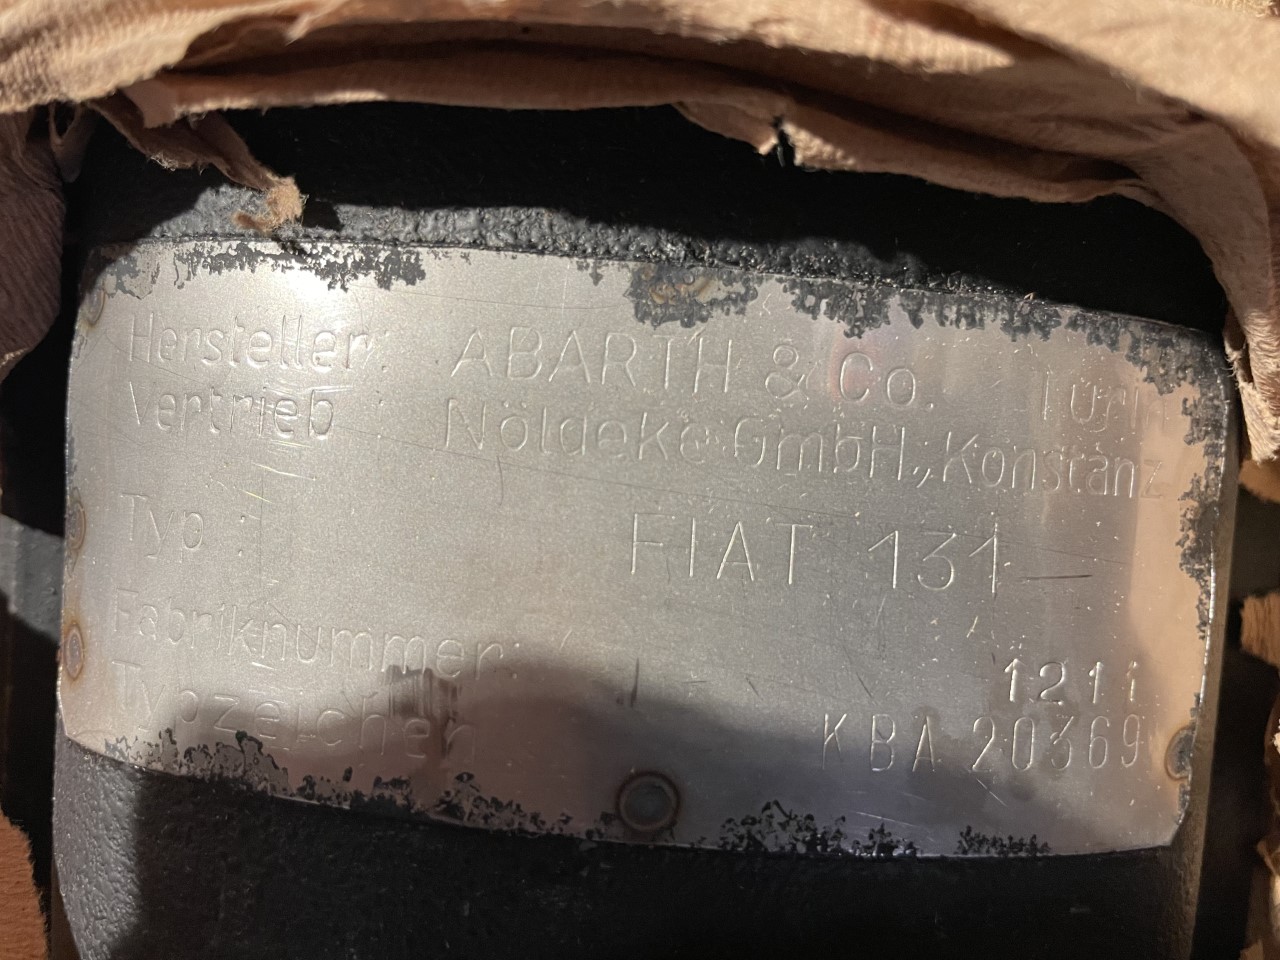 Hersteller: ABARTH & Co. Turin
Vertrieb : Nöldeke GmbH,, Konstanz
Typ : FIAT 131
Fabriknummer: 1211
Typzeichen KBA 20369